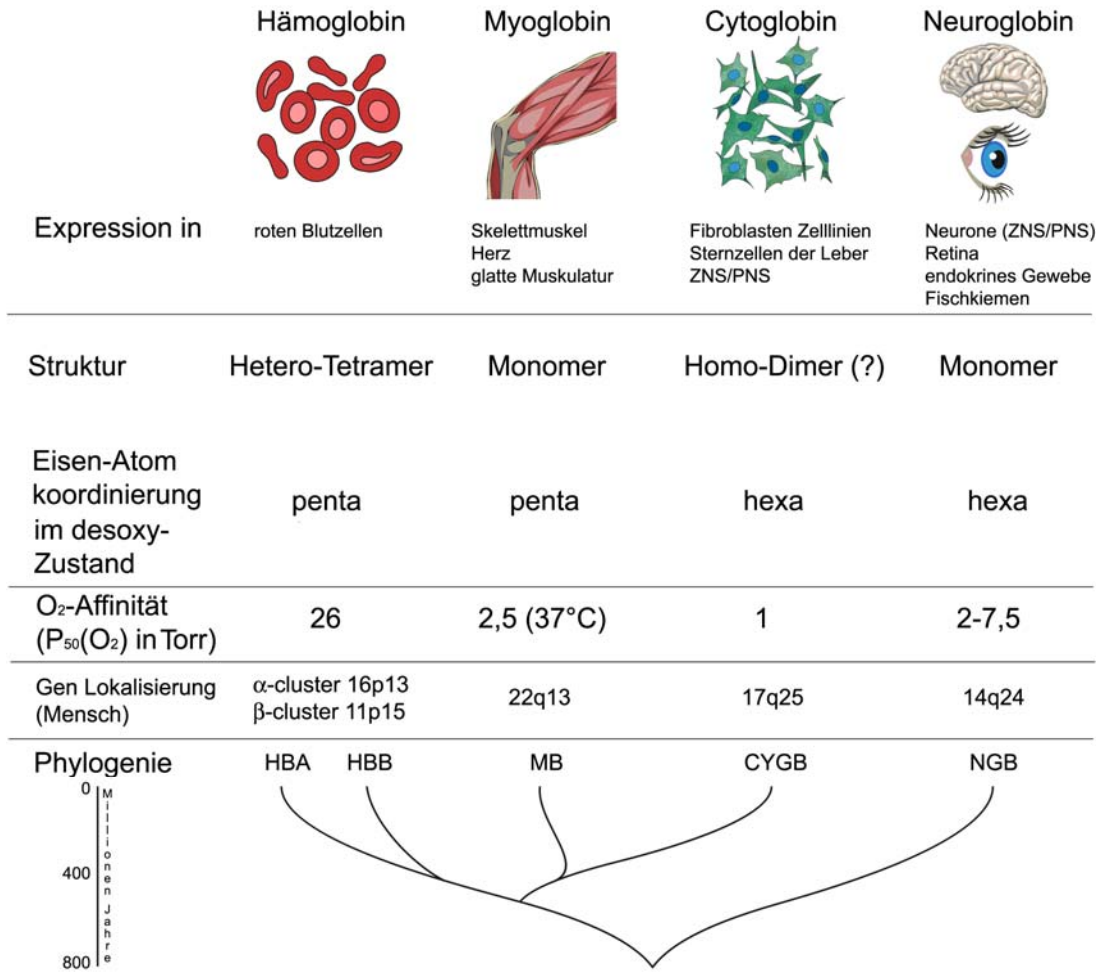 Hämoglobin Myoglobin Cytoglobin Neuroglobin
Expression in
roten Blutzellen
Skelettmuskel
Herz
glatte Muskulatur
Fibroblasten Zelllinien
Sternzellen der Leber
ZNS/PNS
Neurone (ZNS/PNS)
Retina
endokrines Gewebe
Fischkiemen
Struktur Hetero-Tetramer Monomer Homo-Dimer (?) Monomer
Eisen-Atom
koordinierung
im desoxy-
Zustand
penta penta hexa hexa
O₂-Affinität
(P₅₀(O₂) in Torr)
26 2,5 (37°C) 1 2-7,5
Gen Lokalisierung
(Mensch)
α-cluster 16p13
β-cluster 11p15
22q13 17q25 14q24
Phylogenie HBA HBB MB CYGB NGB
0
400
800
Millionen Jahre